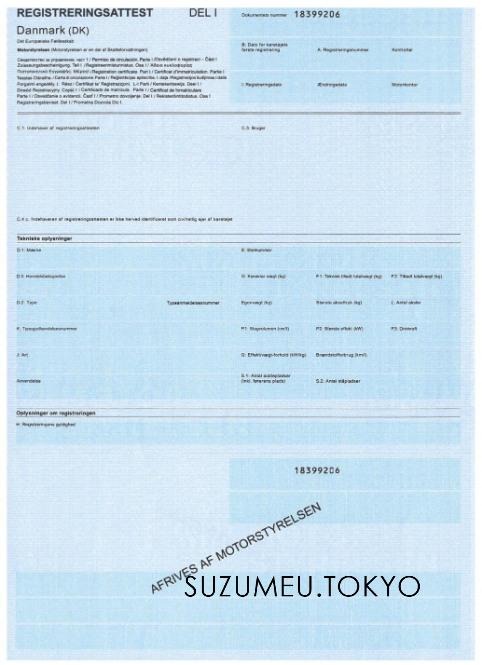 REGISTRERINGSATTEST DEL I
Dokumentets nummer 18399206
Danmark (DK)
Det Europæiske Fællesskab
Motorstyrelsen (Motorstyrelsen er en del af Skatteforvaltningen)
B: Dato for køretøjets første registrering
A: Registreringsnummer
Kontroltal
I: Registreringsdato
Ændringsdato
Motorkontor
C.1: Indehaver af registreringsattesten
C.3: Bruger
C.4 c. Indehaveren af registreringsattesten er ikke herved identificeret som civilretlig ejer af køretøjet
Tekniske oplysninger
D.1: Mærke
E: Stelnummer
D.3: Handelsbetegnelse
G: Køreklar vægt (kg)
F.1: Teknisk tilladt totalvægt (kg)
F.2: Tilladt totalvægt (kg)
D.2: Type
Typeanmeldelsesnummer
Egenvægt (kg)
Største akseltryk (kg)
L: Antal aksler
K: Typegodkendelsesnummer
P.1: Slagvolumen (cm3)
P.2: Største effekt (kW)
P.3: Drivkraft
J: Art
Q: Effekt/vægt-forhold (kW/kg)
Brændstofforbrug (km/l)
Anvendelse
S.1: Antal siddepladser
(inkl. førerens plads)
S.2: Antal ståpladser
Oplysninger om registreringen
H: Registreringens gyldighed
18399206
AFRIVES AF MOTORSTYRELSEN
SUZUMEU.TOKYO